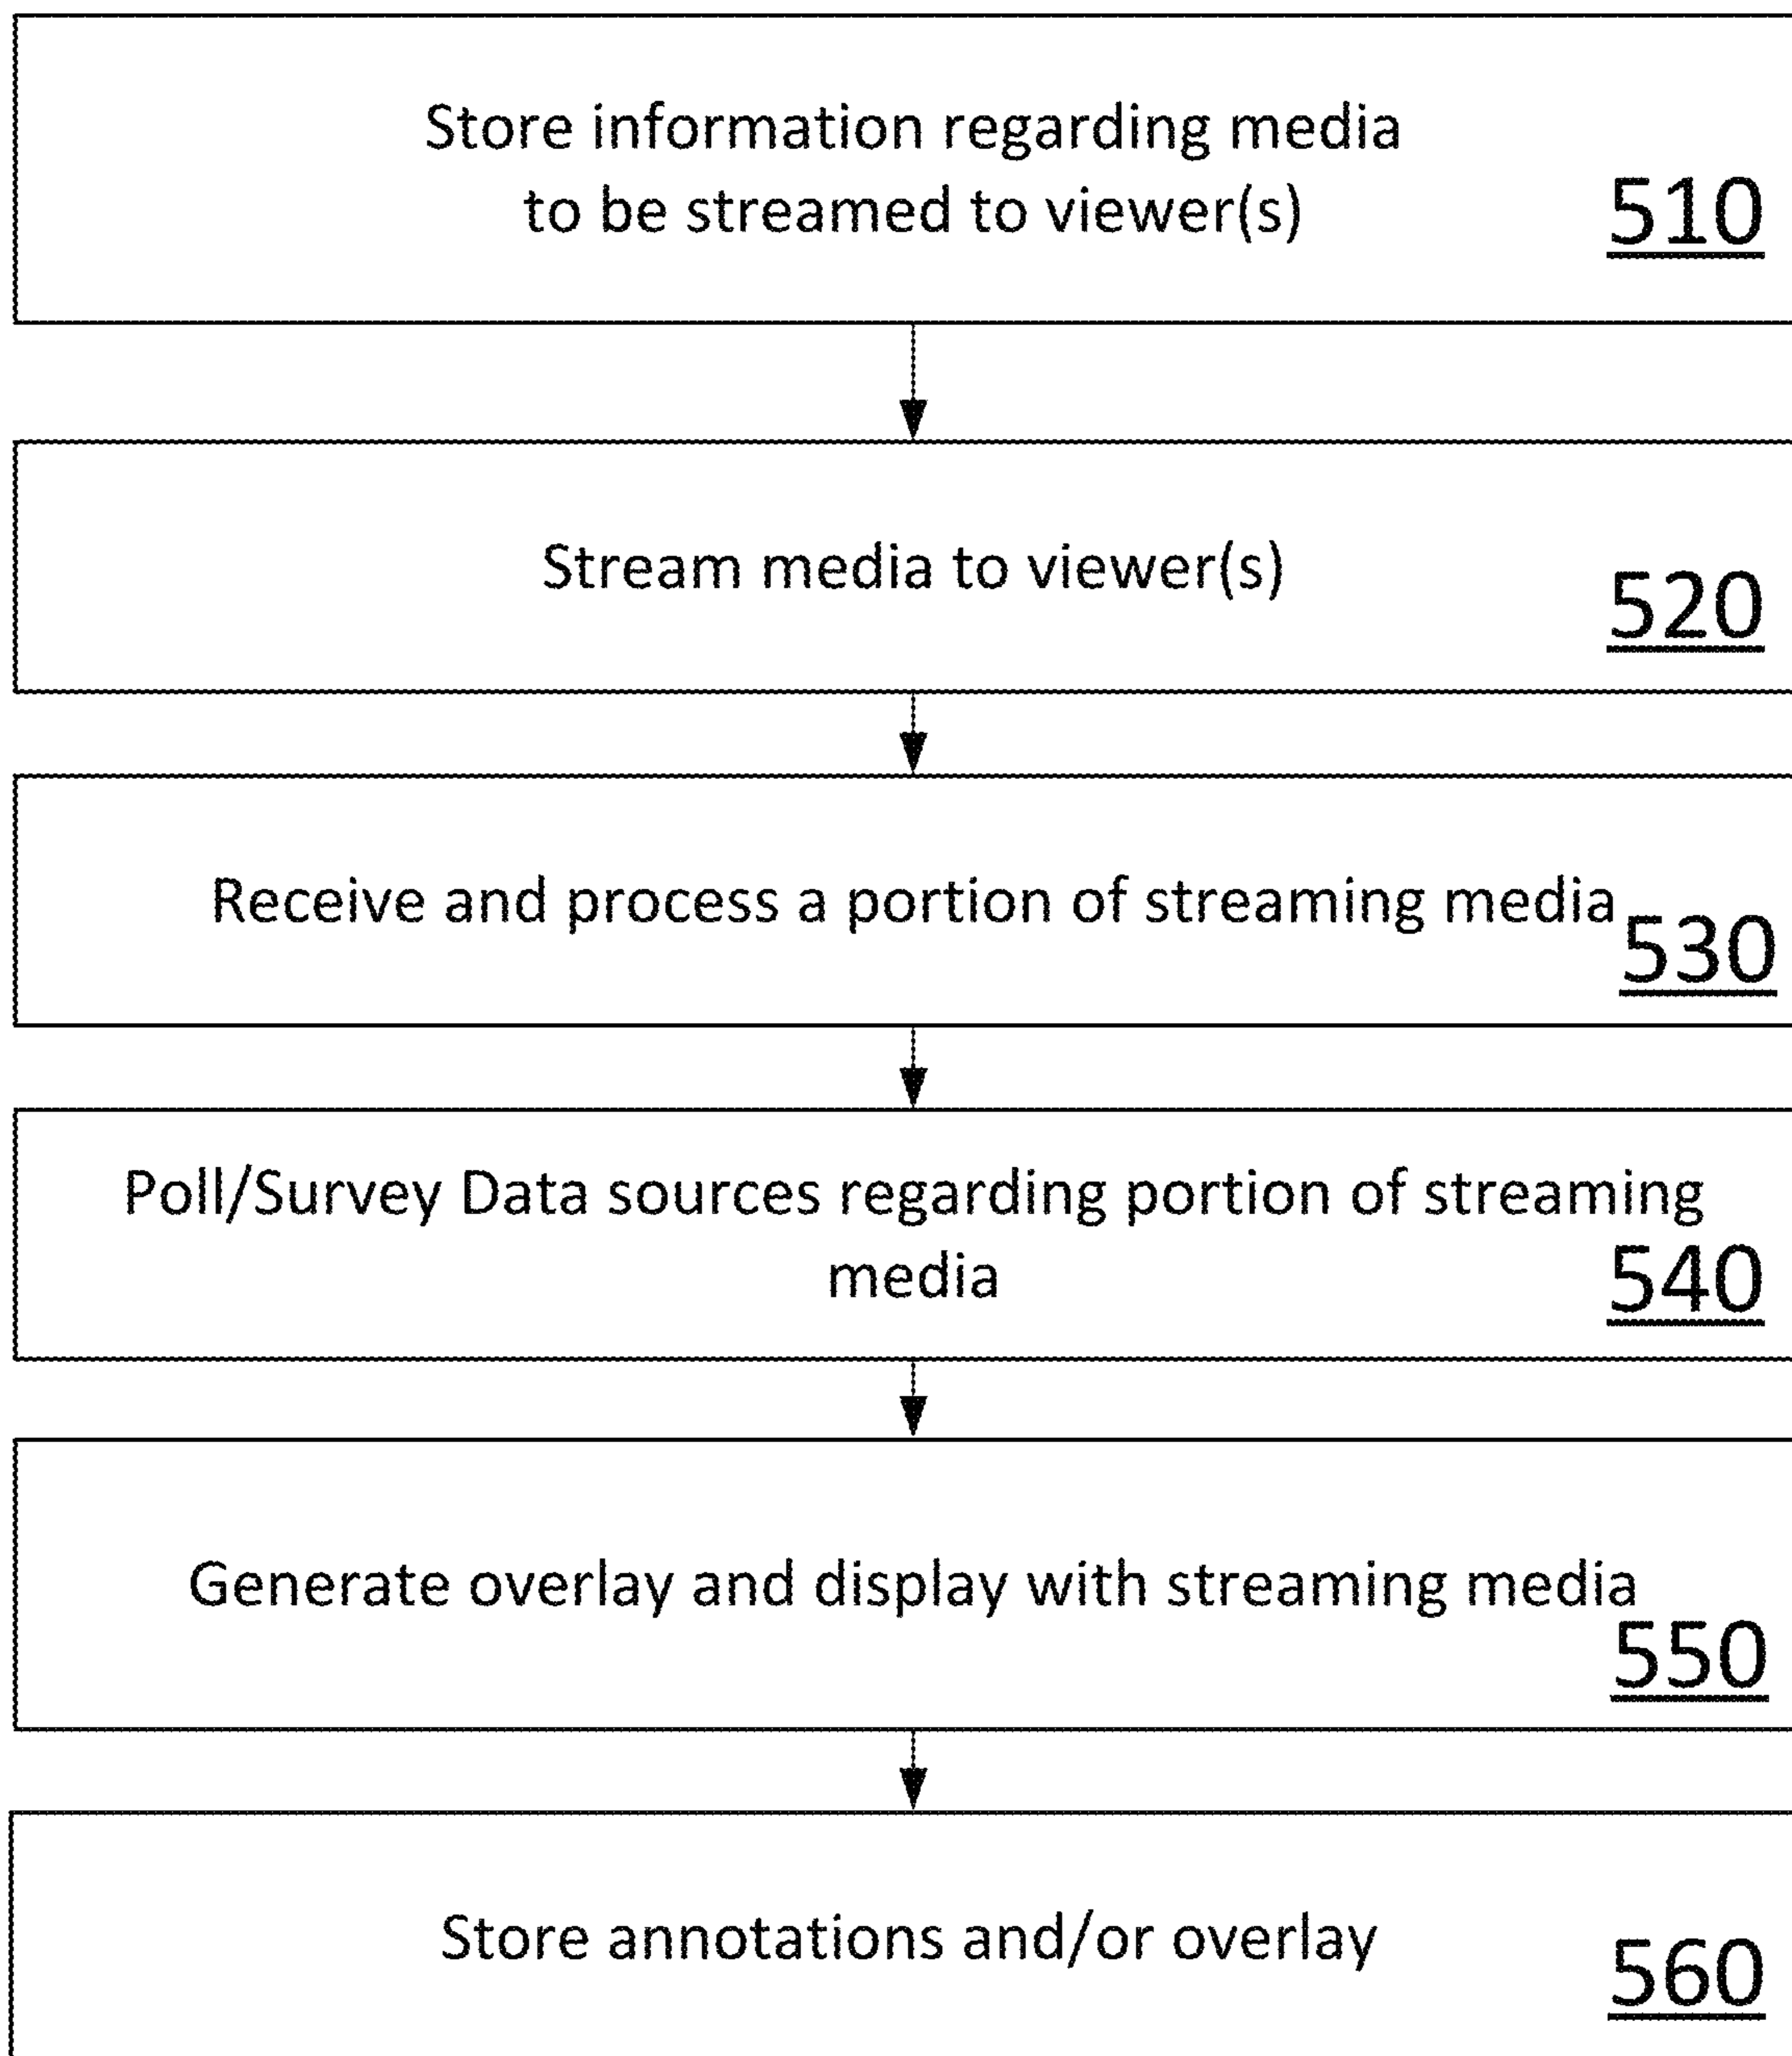 Store information regarding media
to be streamed to viewer(s)
510
Stream media to viewer(s)
520
Receive and process a portion of streaming media
530
Poll/Survey Data sources regarding portion of streaming
media
540
Generate overlay and display with streaming media
550
Store annotations and/or overlay
560